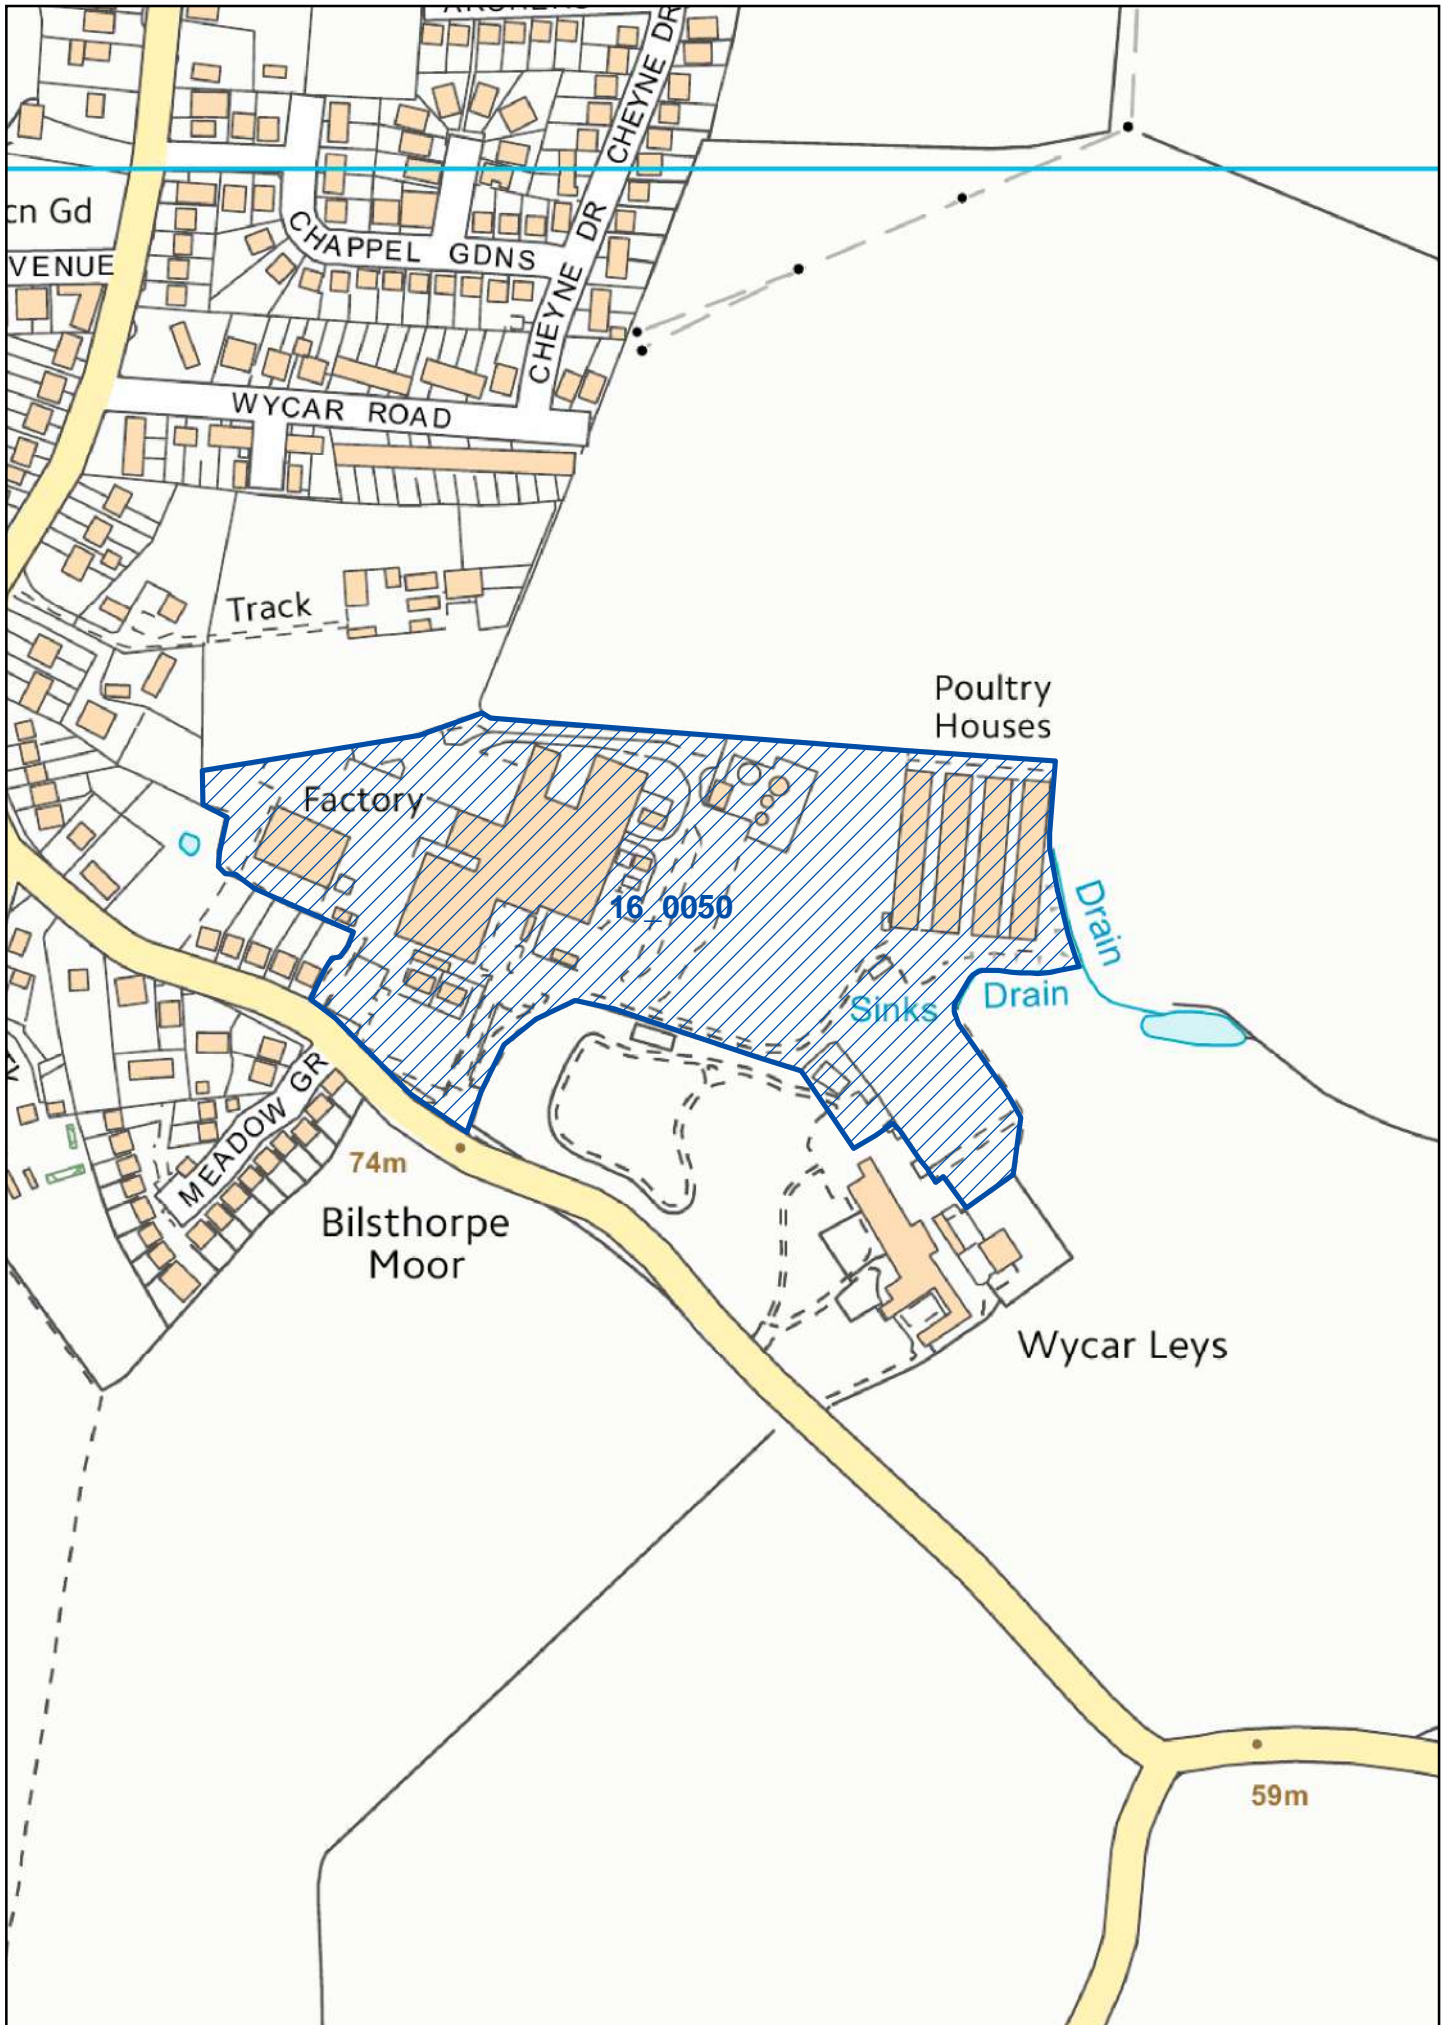 CHEYNE DR
CHEYNE DR
cn Gd
VENUE
CHAPPEL GDNS
WYCAR ROAD
Track
Poultry
Houses
Factory
16_0050
Drain
Sinks
Drain
MEADOW GR
74m
Bilsthorpe
Moor
Wycar Leys
59m